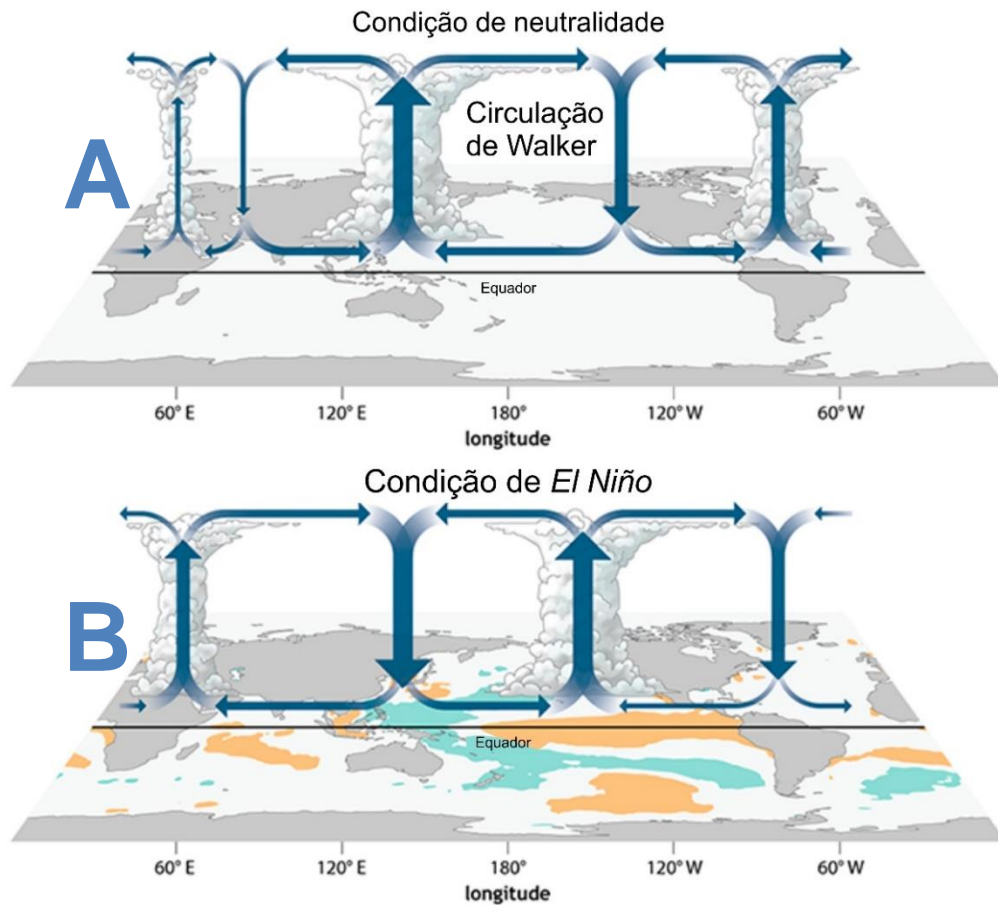 Condição de neutralidade
A
Circulação
de Walker
Equador
60° E 120° E 180° 120° W 60° W
longitude
Condição de El Niño
B
Equador
60° E 120° E 180° 120° W 60° W
longitude